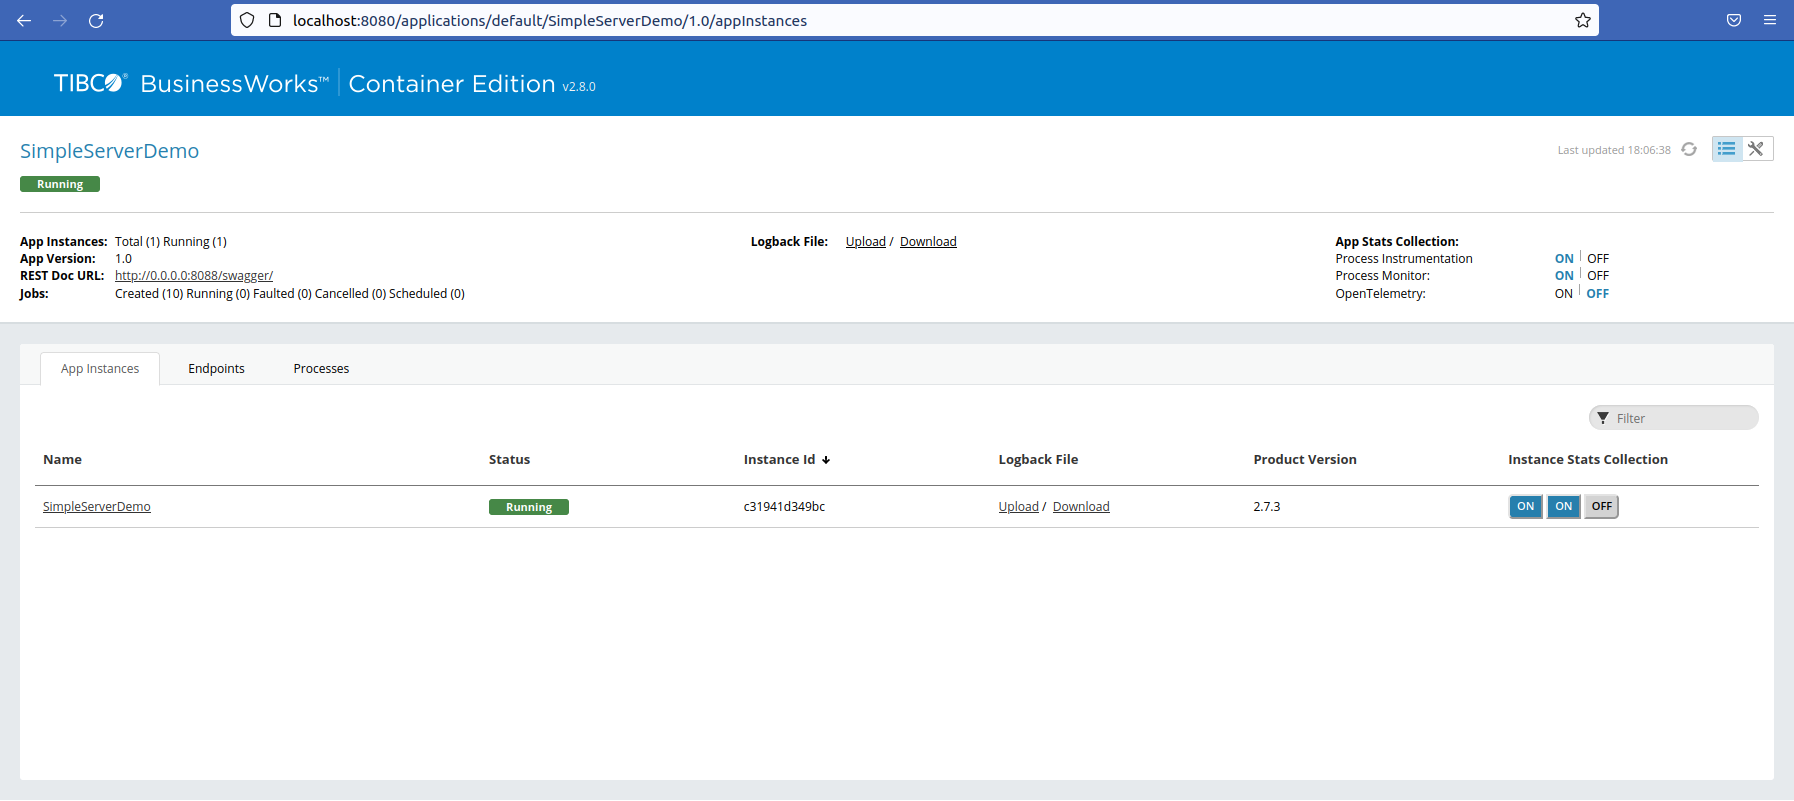 localhost:8080/applications/default/SimpleServerDemo/1.0/appInstances
TIBCO® BusinessWorks™ Container Edition v2.8.0
SimpleServerDemo
Last updated 18:06:38
Running
App Instances: Total (1) Running (1)
App Version: 1.0
REST Doc URL: http://0.0.0.0:8088/swagger/
Jobs: Created (10) Running (0) Faulted (0) Cancelled (0) Scheduled (0)
Logback File: Upload / Download
App Stats Collection:
Process Instrumentation ON | OFF
Process Monitor: ON | OFF
OpenTelemetry: ON | OFF
App Instances Endpoints Processes
Filter
Name Status Instance Id Logback File Product Version Instance Stats Collection
SimpleServerDemo Running c31941d349bc Upload / Download 2.7.3 ON ON OFF